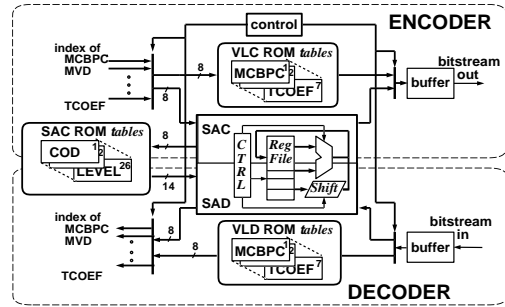 control
ENCODER
index of
MCBPC
MVD
TCOEF
8
8
8
VLC ROM tables
MCBPC 1
2
TCOEF 7
bitstream
out
buffer
SAC ROM tables
COD 1
2
LEVEL 26
8
14
SAC
CTRL
Reg
File
Shift
SAD
index of
MCBPC
MVD
TCOEF
8
8
VLD ROM tables
MCBPC 1
2
TCOEF 7
bitstream
in
buffer
DECODER